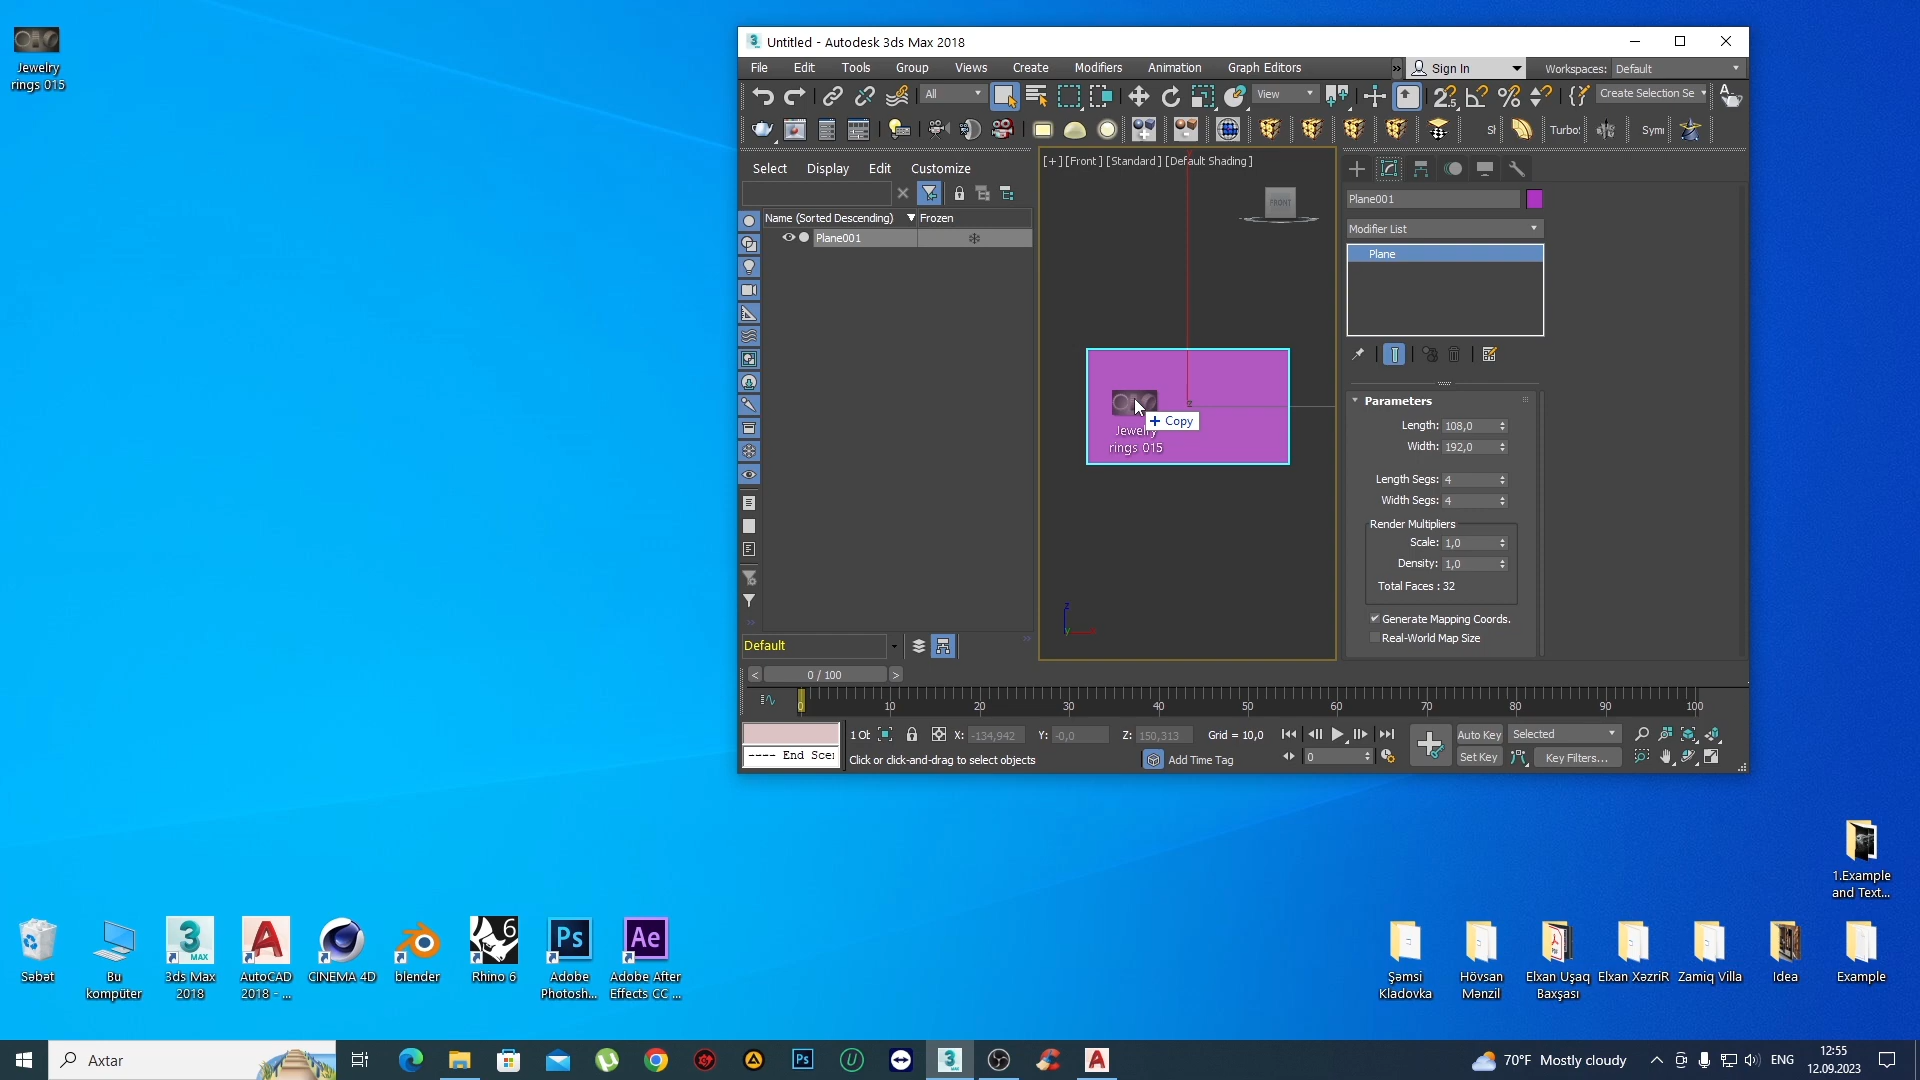 Jewelry
rings 015
Untitled - Autodesk 3ds Max 2018
File Edit Tools Group Views Create Modifiers Animation Graph Editors
Sign In
Workspaces: Default
All
View
Create Selection Se
Turbo
Symi
Select Display Edit Customize
Name (Sorted Descending) Frozen
Plane001
[+] [Front] [Standard] [Default Shading]
FRONT
Plane001
Modifier List
Plane
Copy
Jewelry
rings 015
z
Parameters
Length: 108,0
Width: 192,0
Length Segs: 4
Width Segs: 4
Render Multipliers
Scale: 1,0
Density: 1,0
Total Faces : 32
Generate Mapping Coords.
Real-World Map Size
z
y
Default
< 0 / 100 >
0 10 20 30 40 50 60 70 80 90 100
1 Ob X: -134,942 Y: -0,0 Z: 150,313 Grid = 10,0
Auto Key Selected
---- End Scen
Click or click-and-drag to select objects
Add Time Tag
0
Set Key Key Filters...
1.Example
and Text...
Səbət
Bu
kompüter
3ds Max
2018
AutoCAD
2018 - ...
CINEMA 4D
blender
Rhino 6
Adobe
Photosh...
Adobe After
Effects CC ...
Şəmsi
Kladovka
Hövsan
Mənzil
Elxan Uşaq
Baxşası
Elxan XəzriR
Zamiq Villa
Idea
Example
Axtar
70°F Mostly cloudy
ENG
12:55
12.09.2023